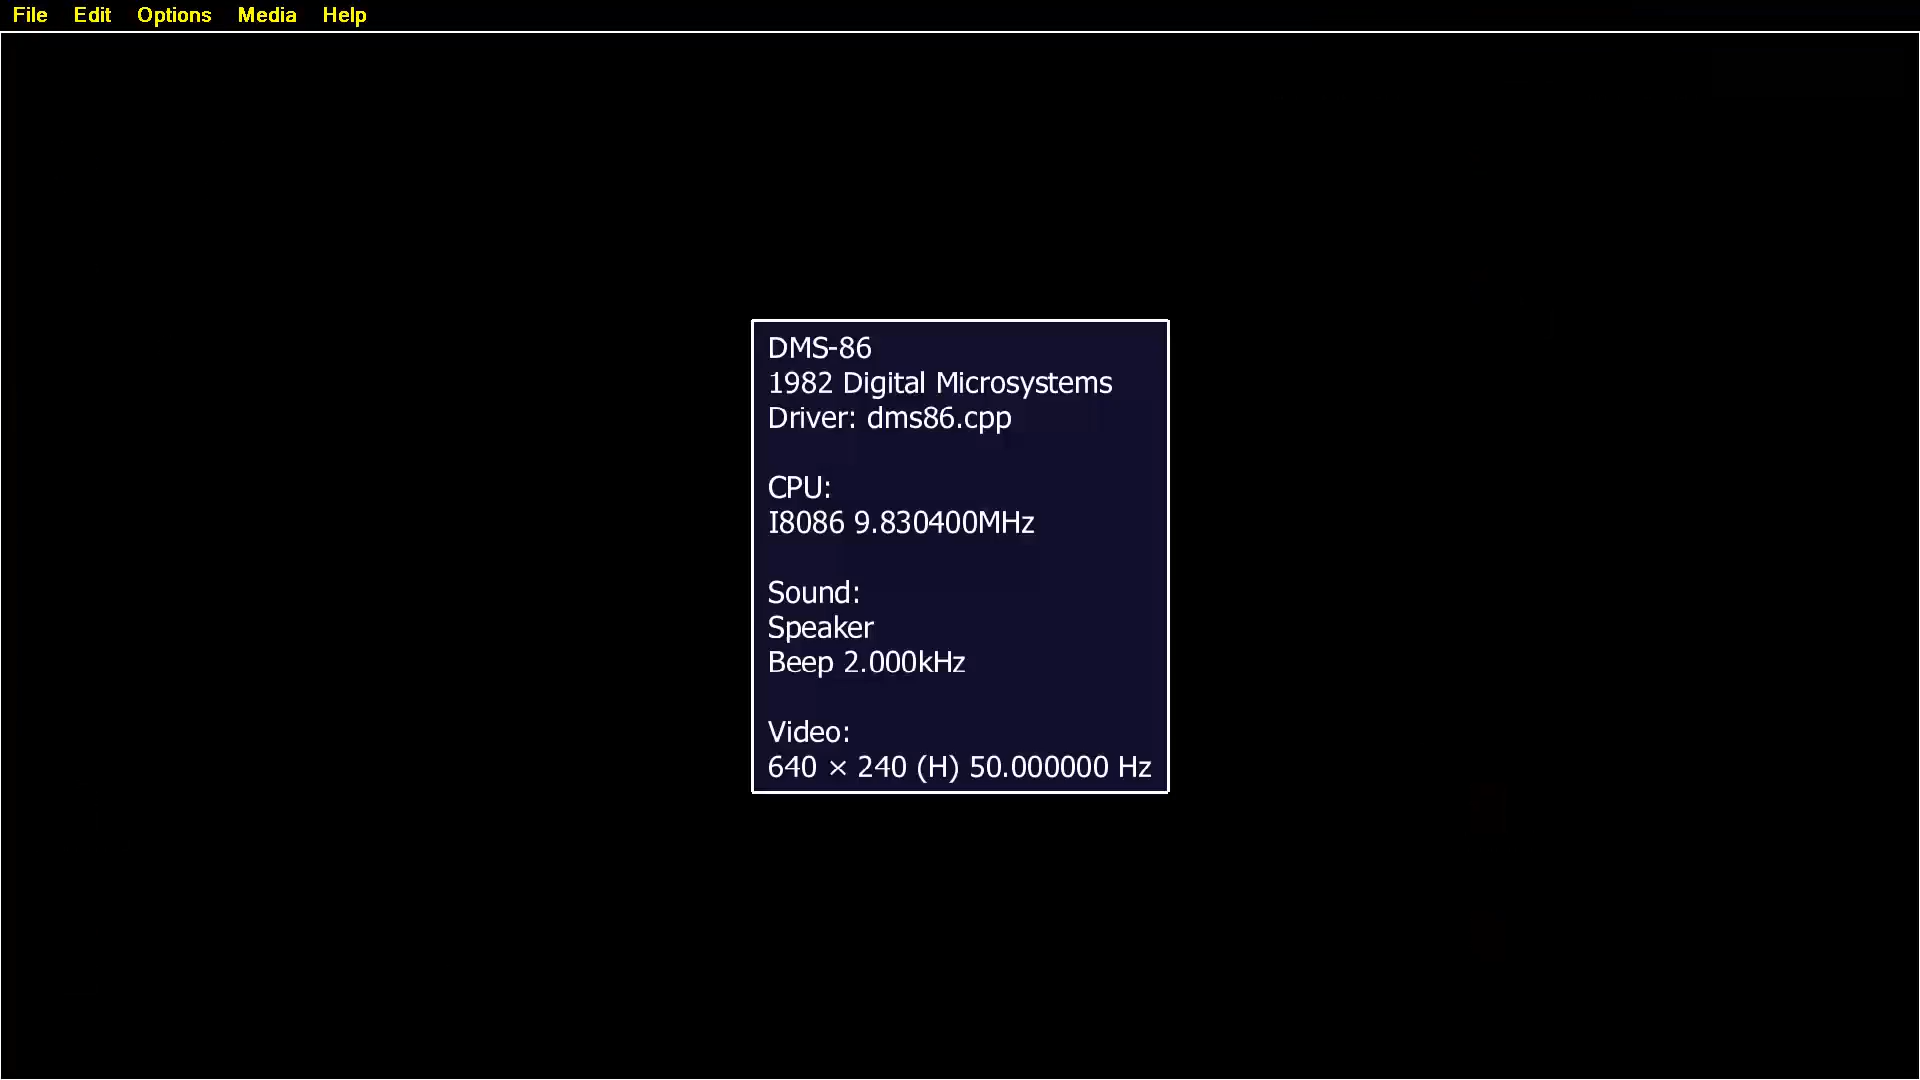 File Edit Options Media Help
DMS-86
1982 Digital Microsystems
Driver: dms86.cpp
CPU:
I8086 9.830400MHz
Sound:
Speaker
Beep 2.000kHz
Video:
640 × 240 (H) 50.000000 Hz